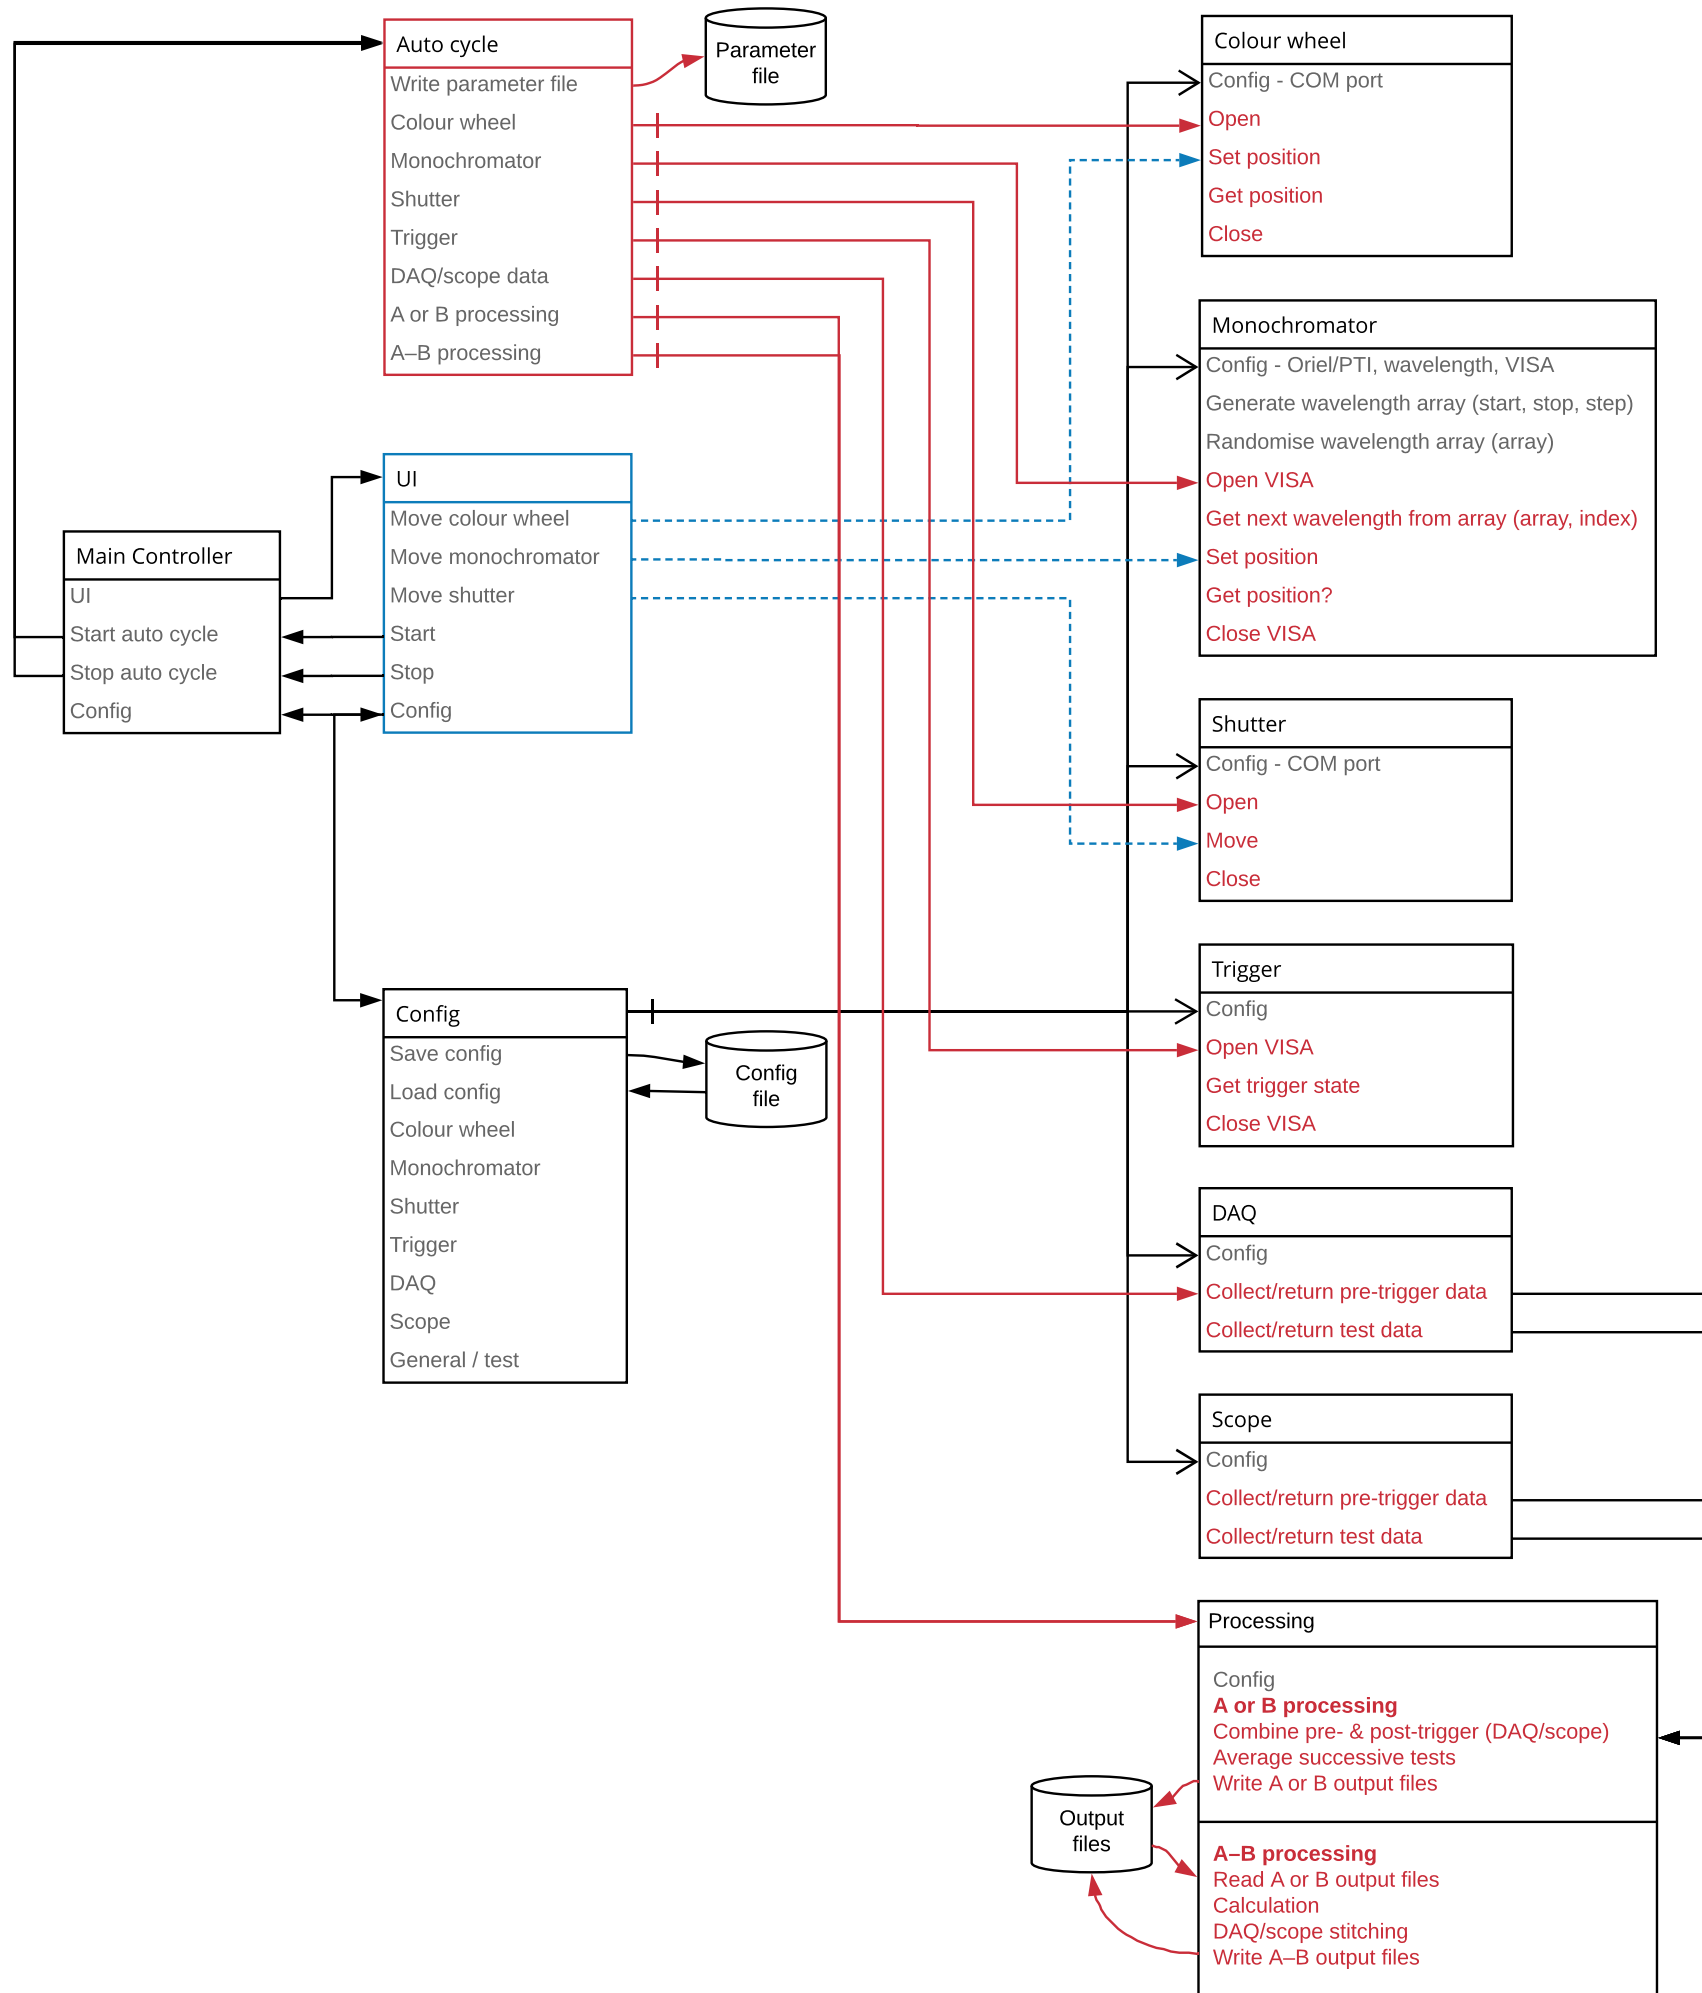 Auto cycle
Write parameter file
Colour wheel
Monochromator
Shutter
Trigger
DAQ/scope data
A or B processing
A–B processing
Parameter
file
Colour wheel
Config - COM port
Open
Set position
Get position
Close
Monochromator
Config - Oriel/PTI, wavelength, VISA
Generate wavelength array (start, stop, step)
Randomise wavelength array (array)
Open VISA
Get next wavelength from array (array, index)
Set position
Get position?
Close VISA
UI
Move colour wheel
Move monochromator
Move shutter
Start
Stop
Config
Main Controller
UI
Start auto cycle
Stop auto cycle
Config
Shutter
Config - COM port
Open
Move
Close
Config
Save config
Load config
Colour wheel
Monochromator
Shutter
Trigger
DAQ
Scope
General / test
Config
file
Trigger
Config
Open VISA
Get trigger state
Close VISA
DAQ
Config
Collect/return pre-trigger data
Collect/return test data
Scope
Config
Collect/return pre-trigger data
Collect/return test data
Processing
Config
A or B processing
Combine pre- & post-trigger (DAQ/scope)
Average successive tests
Write A or B output files
Output
files
A–B processing
Read A or B output files
Calculation
DAQ/scope stitching
Write A–B output files